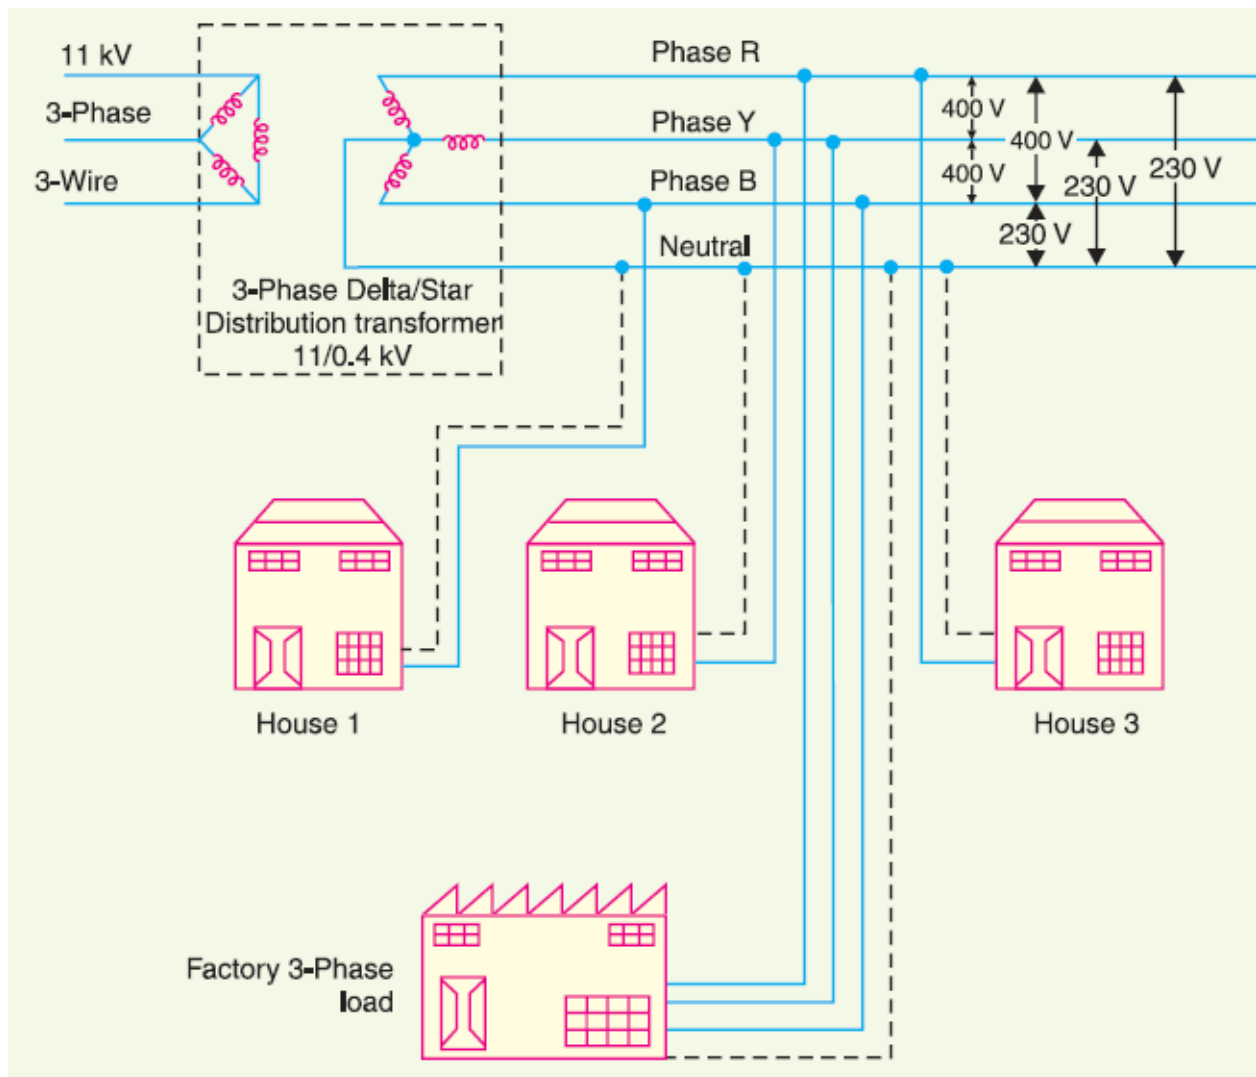 11 kV
3-Phase
3-Wire
3-Phase Delta/Star
Distribution transformer
11/0.4 kV
Phase R
Phase Y
Phase B
Neutral
400 V
400 V
400 V
230 V
230 V
230 V
House 1
House 2
House 3
Factory 3-Phase
load